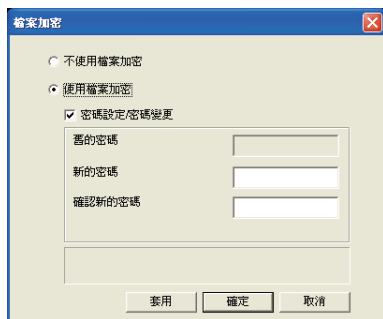 檔案加密
不使用檔案加密
使用檔案加密
密碼設定/密碼變更
舊的密碼
新的密碼
確認新的密碼
套用 確定 取消